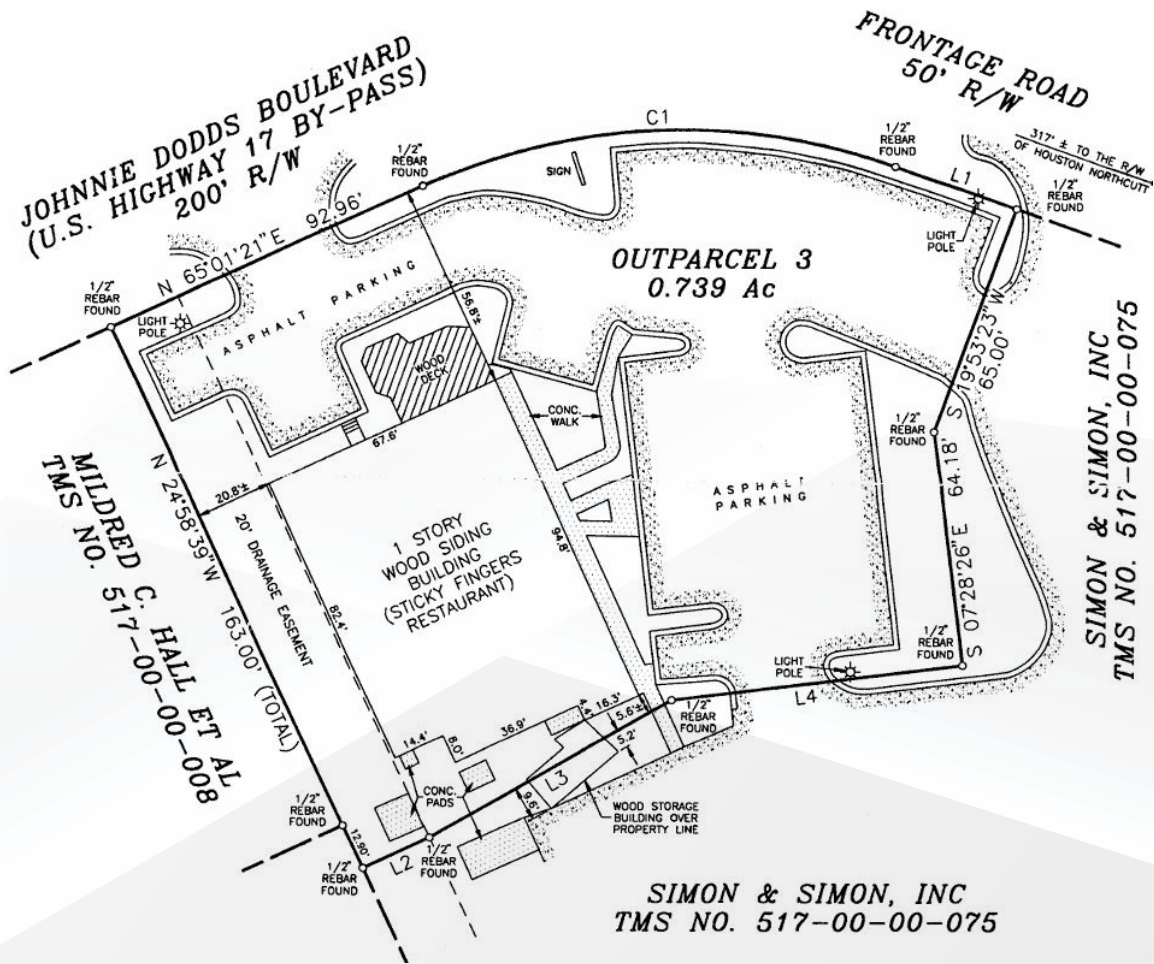 JOHNNIE DODDS BOULEVARD
(U.S. HIGHWAY 17 BY-PASS)
200' R/W
FRONTAGE ROAD
50' R/W
317' ± TO THE R/W
OF HOUSTON NORTHCUTT
C1
1/2"
REBAR
FOUND
1/2"
REBAR
FOUND
L1
1/2"
REBAR
FOUND
SIGN
LIGHT
POLE
N 65°01'21"E 92.96'
1/2"
REBAR
FOUND
LIGHT
POLE
ASPHALT PARKING
56.8'±
OUTPARCEL 3
0.739 Ac
S 19°53'23"W
65.00'
WOOD
DECK
CONC.
WALK
1/2"
REBAR
FOUND
67.6'
20.8'±
MILDRED C. HALL ET AL
TMS NO. 517-00-00-008
N 24°58'39"W 163.00' (TOTAL)
20' DRAINAGE EASEMENT
82.4'
1 STORY
WOOD SIDING
BUILDING
(STICKY FINGERS
RESTAURANT)
94.8'
ASPHALT
PARKING
S 07°28'26"E 64.18'
SIMON & SIMON, INC
TMS NO. 517-00-00-075
1/2"
REBAR
FOUND
LIGHT
POLE
L4
1/2"
REBAR
FOUND
14.4'
8.0'
36.9'
4.4'
16.3'
5.6'±
5.2'
L3
9.6'
CONC.
PADS
WOOD STORAGE
BUILDING OVER
PROPERTY LINE
1/2"
REBAR
FOUND
12.90'
1/2"
REBAR
FOUND
L2
1/2"
REBAR
FOUND
SIMON & SIMON, INC
TMS NO. 517-00-00-075